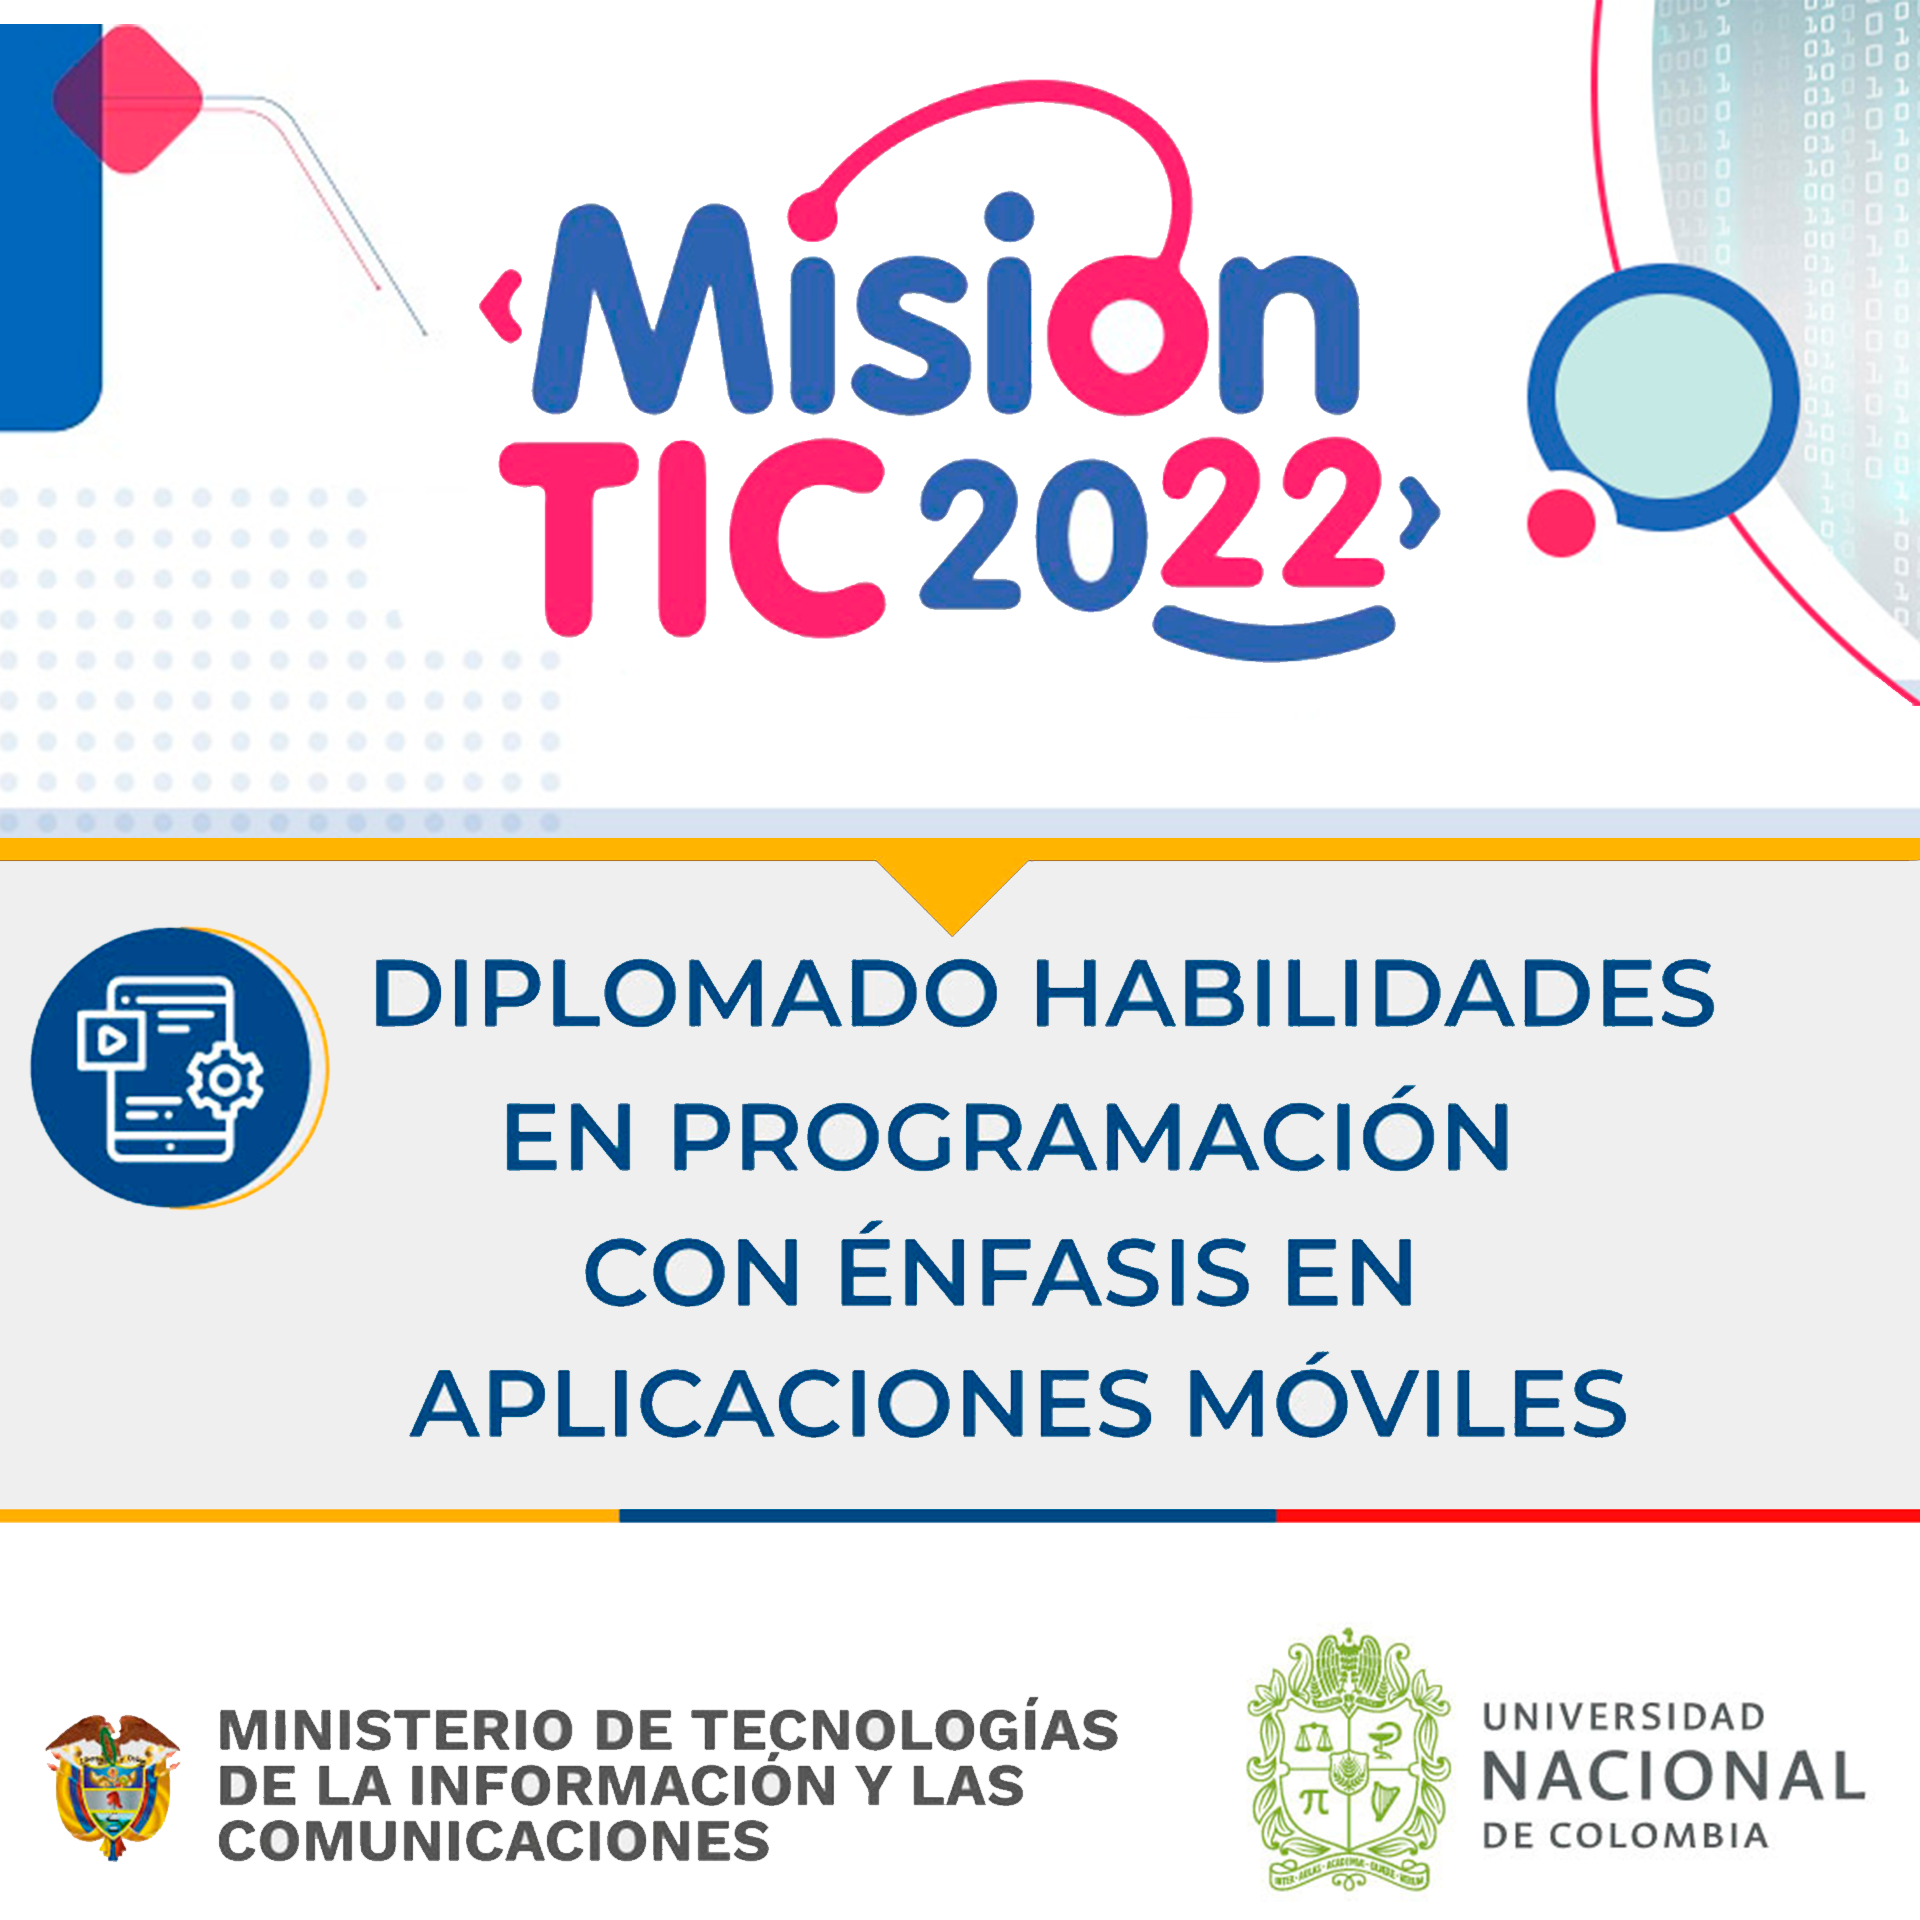 ‹Misión
TIC 2022›
DIPLOMADO HABILIDADES
EN PROGRAMACIÓN
CON ÉNFASIS EN
APLICACIONES MÓVILES
MINISTERIO DE TECNOLOGÍAS
DE LA INFORMACIÓN Y LAS
COMUNICACIONES
UNIVERSIDAD
NACIONAL
DE COLOMBIA